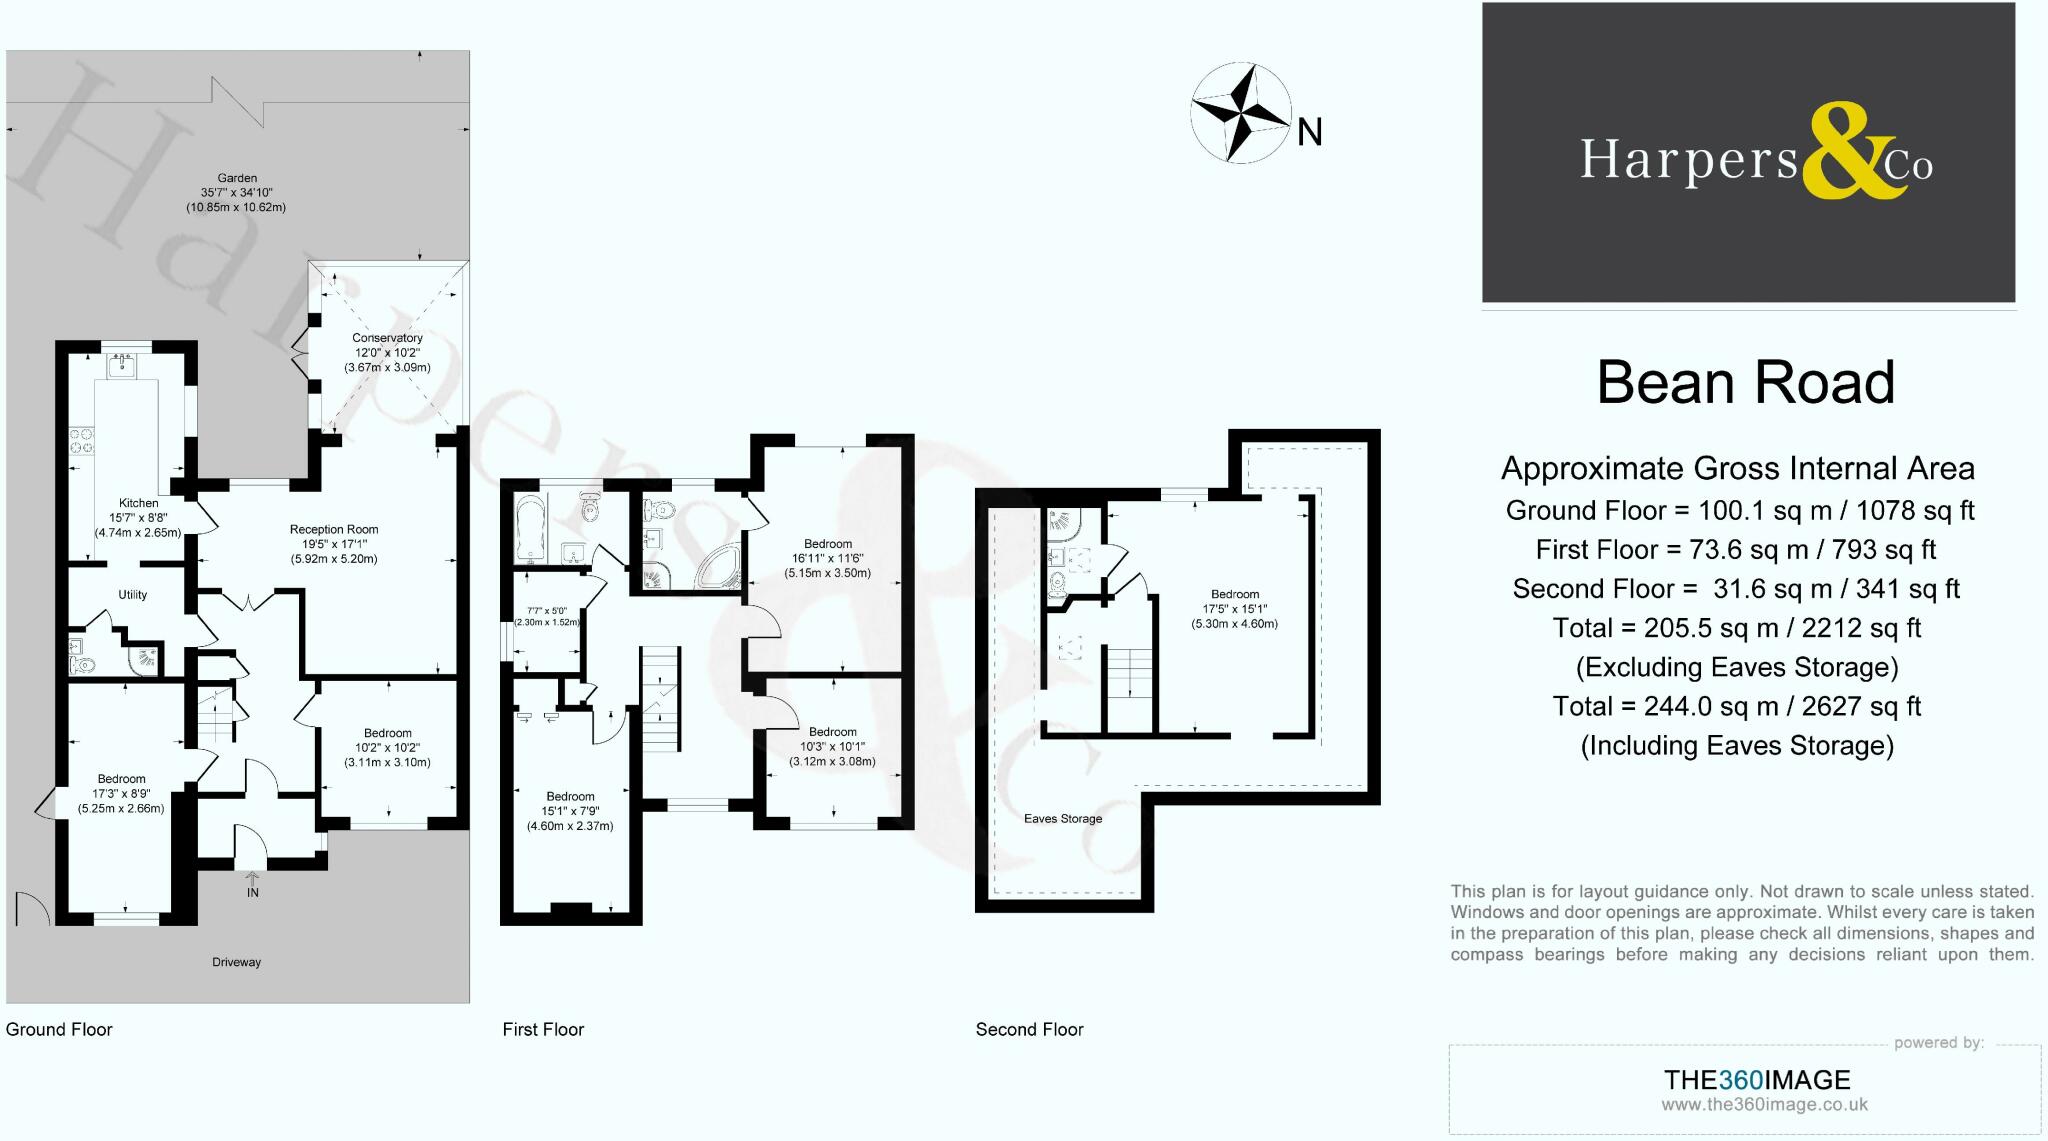 Garden
35'7" x 34'10"
(10.85m x 10.62m)
Conservatory
12'0" x 10'2"
(3.67m x 3.09m)
Kitchen
15'7" x 8'8"
(4.74m x 2.65m)
Reception Room
19'5" x 17'1"
(5.92m x 5.20m)
Utility
Bedroom
10'2" x 10'2"
(3.11m x 3.10m)
Bedroom
17'3" x 8'9"
(5.25m x 2.66m)
IN
Driveway
Ground Floor
Bedroom
16'11" x 11'6"
(5.15m x 3.50m)
7'7" x 5'0"
(2.30m x 1.52m)
Bedroom
10'3" x 10'1"
(3.12m x 3.08m)
Bedroom
15'1" x 7'9"
(4.60m x 2.37m)
First Floor
N
Bedroom
17'5" x 15'1"
(5.30m x 4.60m)
Eaves Storage
Second Floor
Harpers & Co
Harpers&Co
Bean Road
Approximate Gross Internal Area
Ground Floor = 100.1 sq m / 1078 sq ft
First Floor = 73.6 sq m / 793 sq ft
Second Floor = 31.6 sq m / 341 sq ft
Total = 205.5 sq m / 2212 sq ft
(Excluding Eaves Storage)
Total = 244.0 sq m / 2627 sq ft
(Including Eaves Storage)
This plan is for layout guidance only. Not drawn to scale unless stated.
Windows and door openings are approximate. Whilst every care is taken
in the preparation of this plan, please check all dimensions, shapes and
compass bearings before making any decisions reliant upon them.
powered by:
THE360IMAGE
www.the360image.co.uk